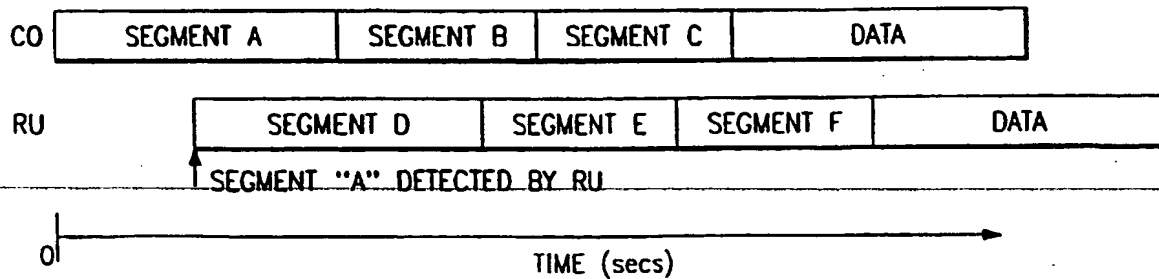 CO SEGMENT A SEGMENT B SEGMENT C DATA
RU SEGMENT D SEGMENT E SEGMENT F DATA
SEGMENT "A" DETECTED BY RU
0 TIME (secs)